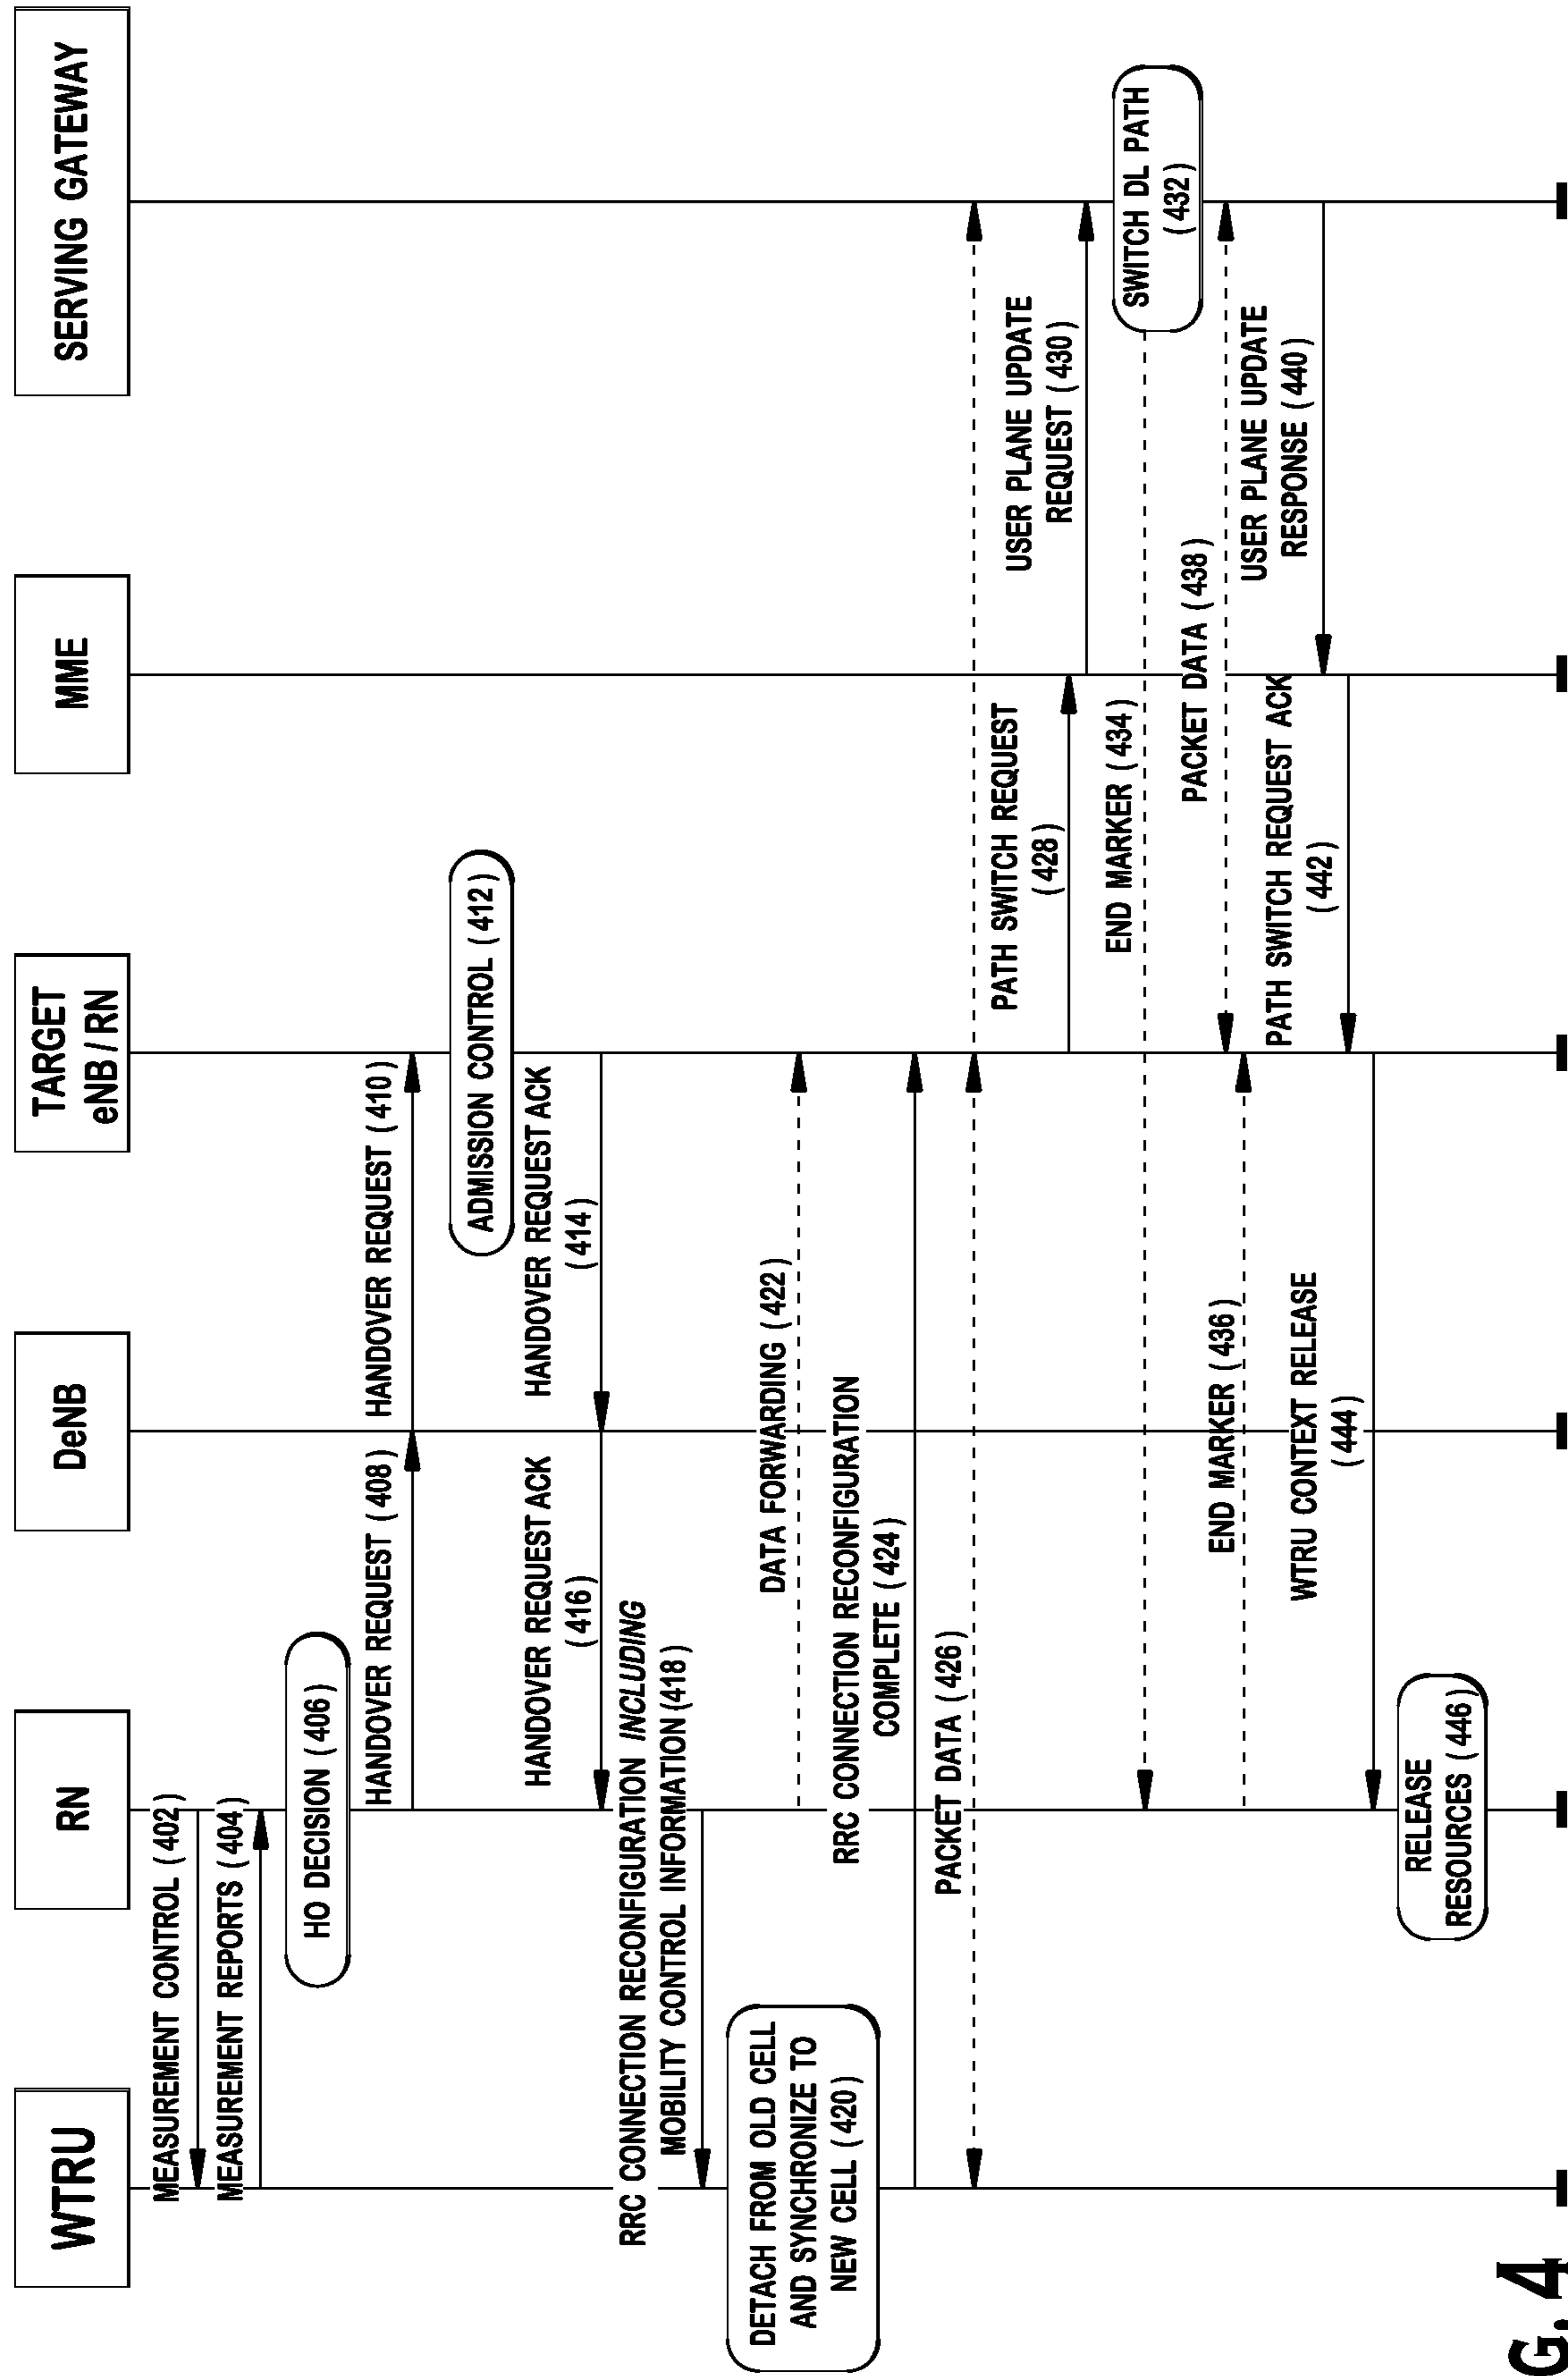 WTRU
RN
DeNB
TARGET
eNB / RN
MME
SERVING GATEWAY
MEASUREMENT CONTROL (402)
MEASUREMENT REPORTS (404)
HO DECISION (406)
HANDOVER REQUEST (408)
HANDOVER REQUEST (410)
ADMISSION CONTROL (412)
HANDOVER REQUEST ACK
(414)
HANDOVER REQUEST ACK
(416)
RRC CONNECTION RECONFIGURATION INCLUDING
MOBILITY CONTROL INFORMATION (418)
DETACH FROM OLD CELL
AND SYNCHRONIZE TO
NEW CELL (420)
DATA FORWARDING (422)
RRC CONNECTION RECONFIGURATION
COMPLETE (424)
PACKET DATA (426)
PATH SWITCH REQUEST
(428)
USER PLANE UPDATE
REQUEST (430)
SWITCH DL PATH
(432)
END MARKER (434)
PACKET DATA (438)
END MARKER (436)
USER PLANE UPDATE
RESPONSE (440)
PATH SWITCH REQUEST ACK
(442)
WTRU CONTEXT RELEASE
(444)
RELEASE
RESOURCES (446)
G. 4